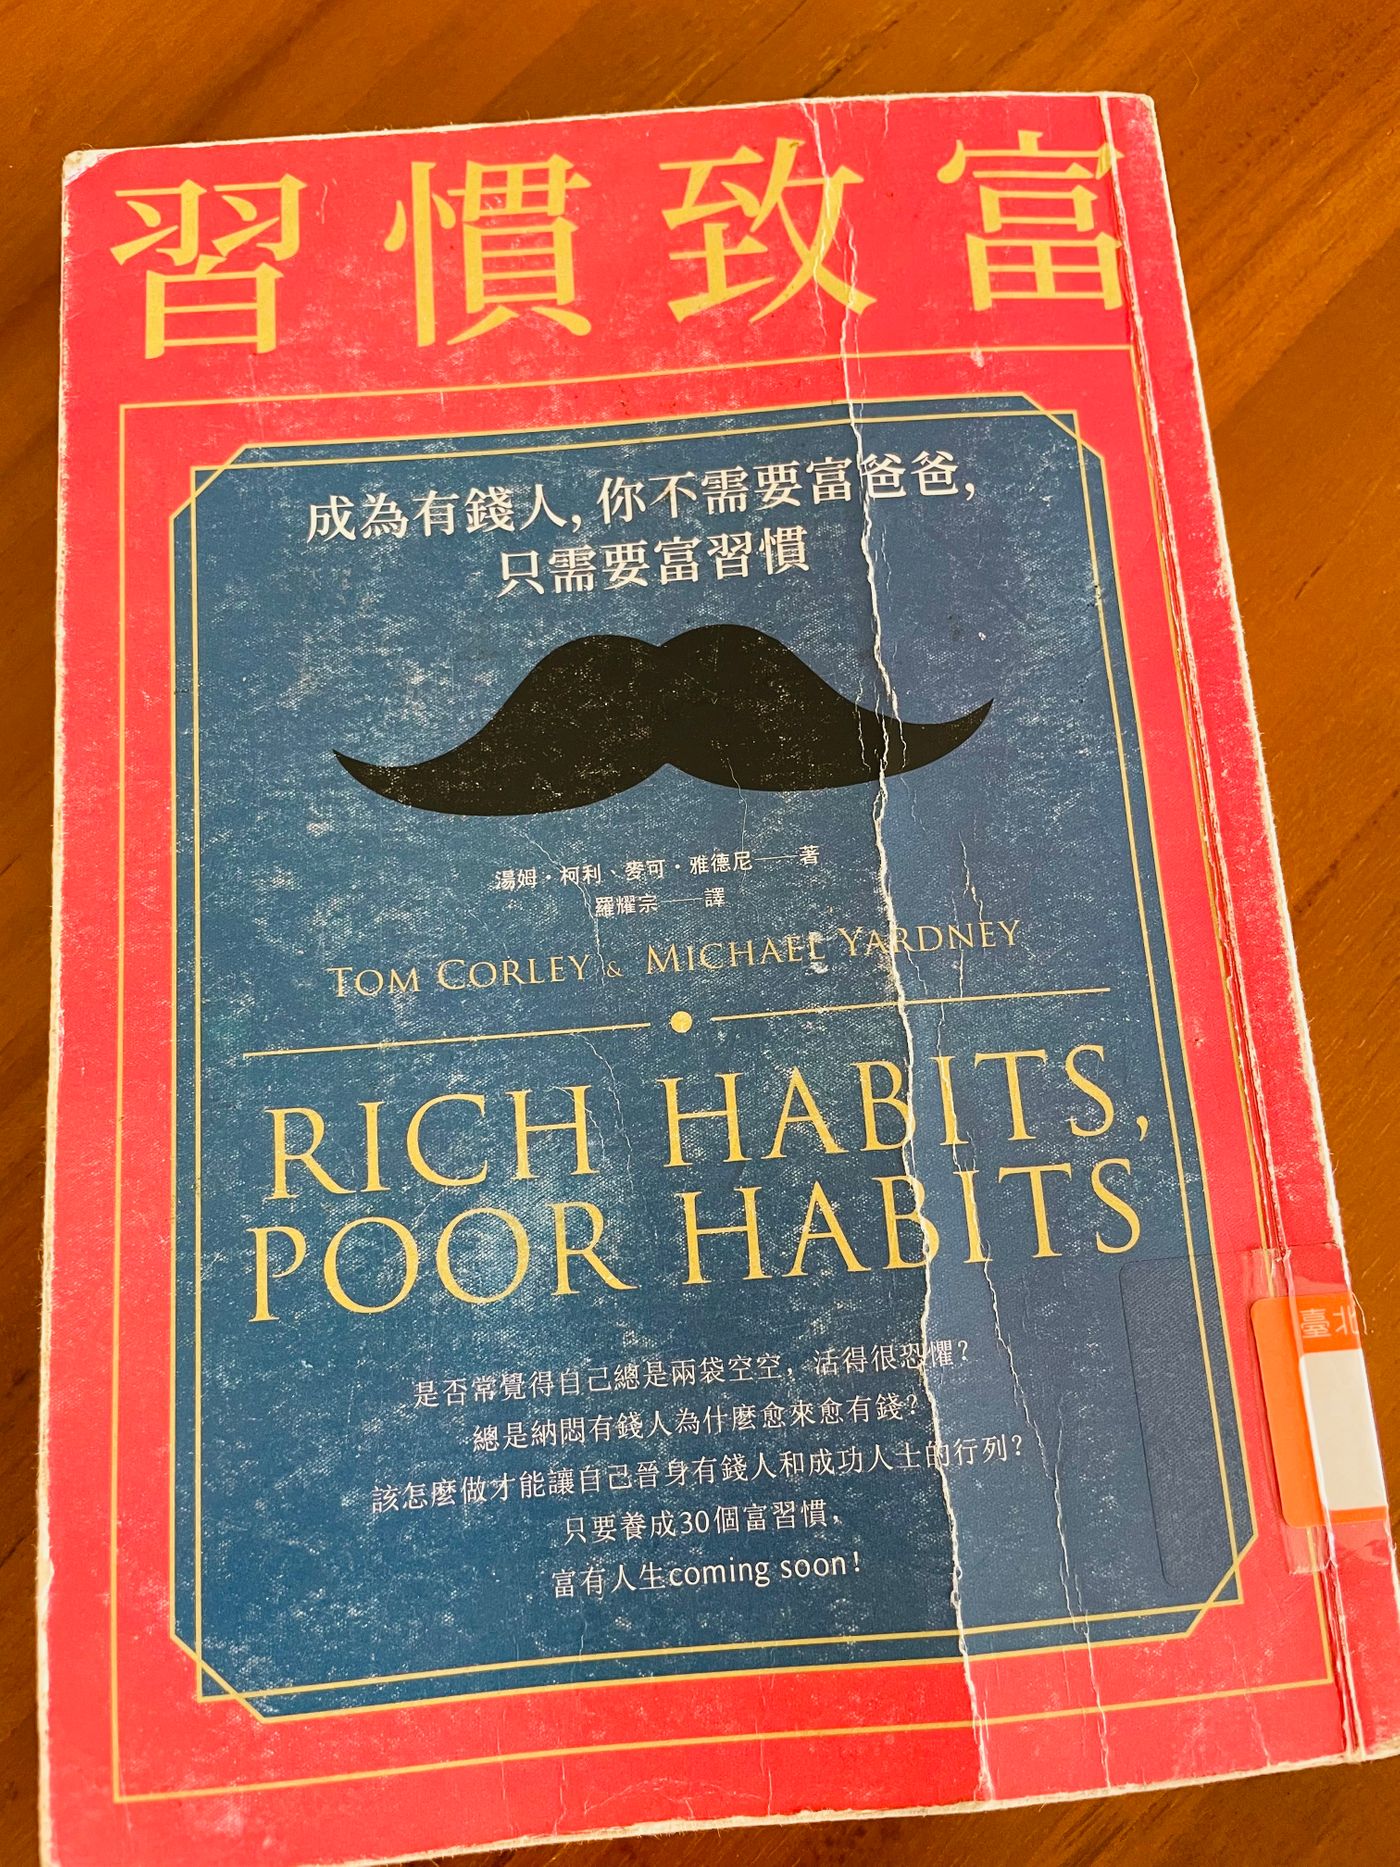 習慣致富
成為有錢人, 你不需要富爸爸,
只需要富習慣
湯姆・柯利、麥可・雅德尼——著
羅耀宗——譯
TOM CORLEY & MICHAEL YARDNEY
RICH HABITS,
POOR HABITS
是否常覺得自己總是兩袋空空，活得很恐懼？
總是納悶有錢人為什麼愈來愈有錢？
該怎麼做才能讓自己晉身有錢人和成功人士的行列？
只要養成30個富習慣，
富有人生coming soon！
臺北